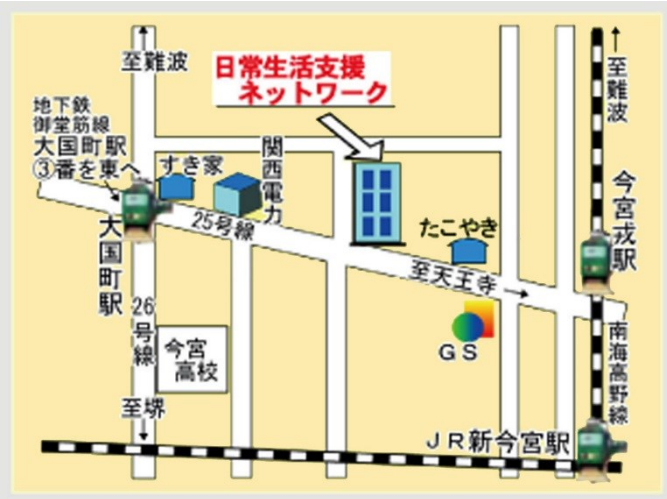 至難波
日常生活支援
ネットワーク
至難波
地下鉄
御堂筋線
大国町駅
③番を東へ
すき家
関西電力
今宮戎駅
25号線
たこやき
大国町駅
至天王寺
26号線
GS
今宮
高校
南海高野線
至堺
JR新今宮駅